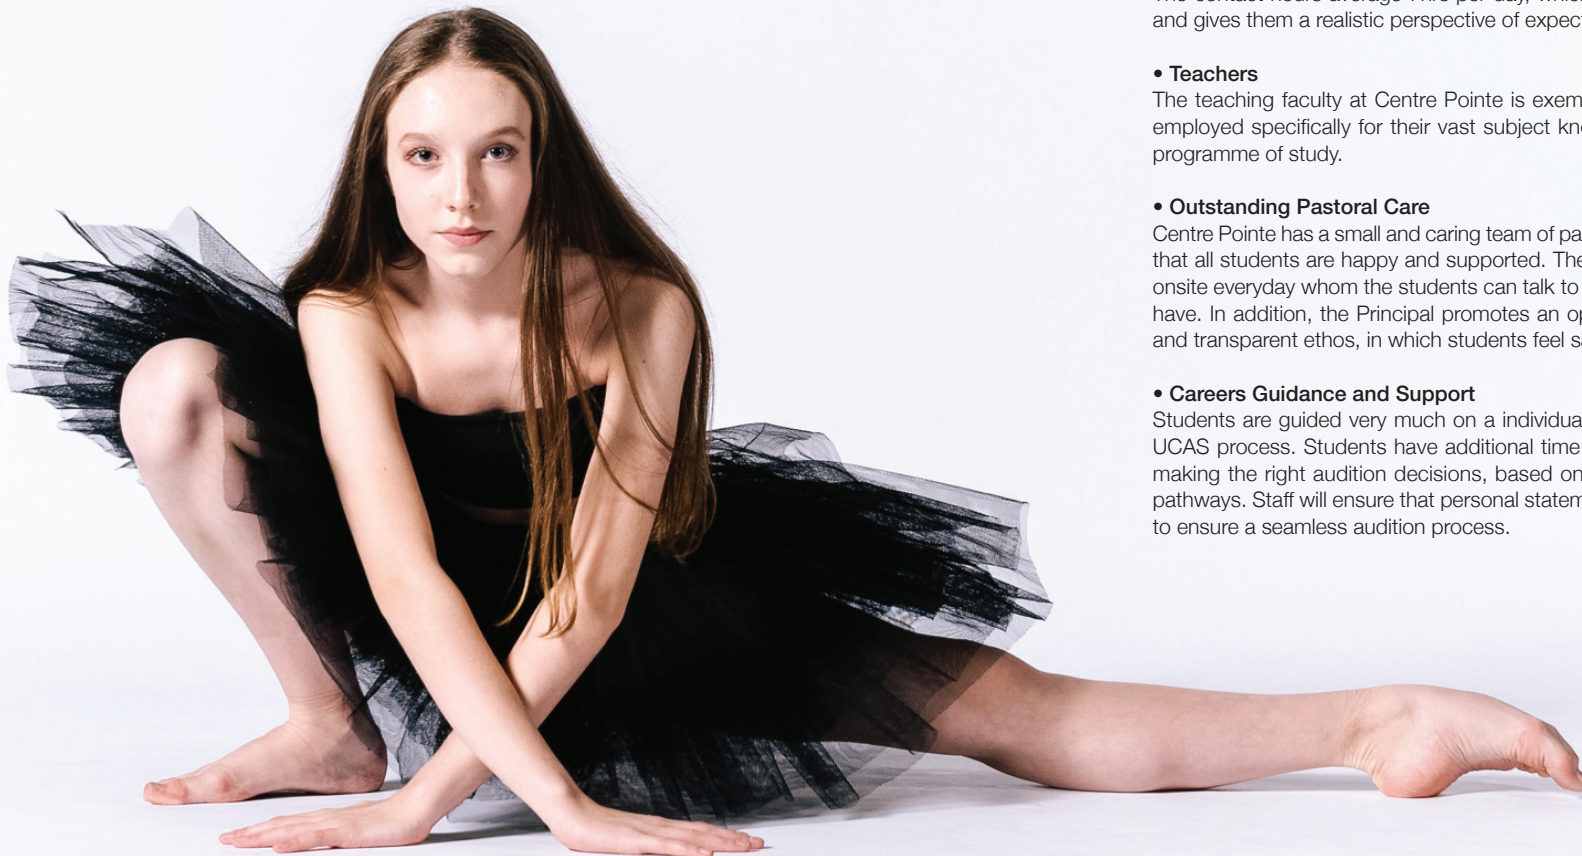 and gives them a realistic perspective of expect
• Teachers
The teaching faculty at Centre Pointe is exem
employed specifically for their vast subject kn
programme of study.
• Outstanding Pastoral Care
Centre Pointe has a small and caring team of pa
that all students are happy and supported. The
onsite everyday whom the students can talk to
have. In addition, the Principal promotes an op
and transparent ethos, in which students feel s
• Careers Guidance and Support
Students are guided very much on a individua
UCAS process. Students have additional time
making the right audition decisions, based on
pathways. Staff will ensure that personal statem
to ensure a seamless audition process.